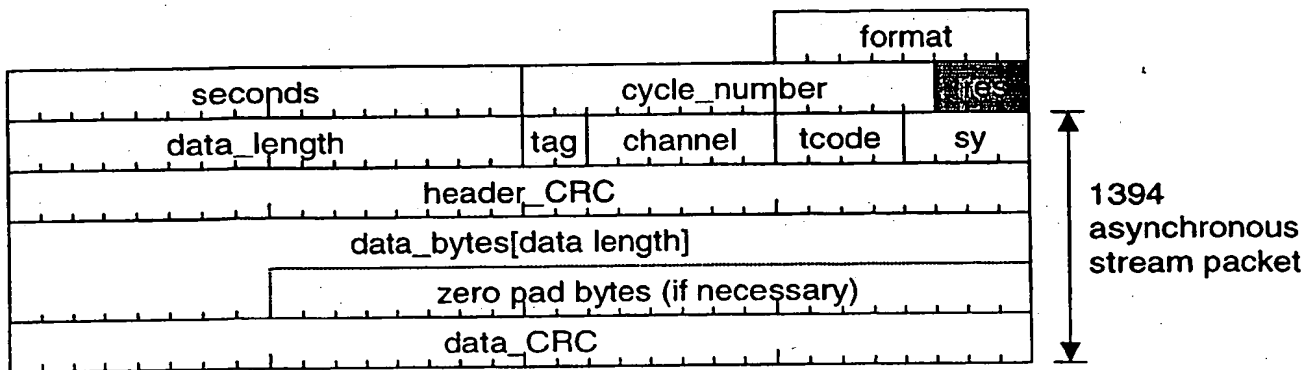 format
seconds cycle_number res
data_length tag channel tcode sy
header_CRC
data_bytes[data length]
zero pad bytes (if necessary)
data_CRC
1394
asynchronous
stream packet